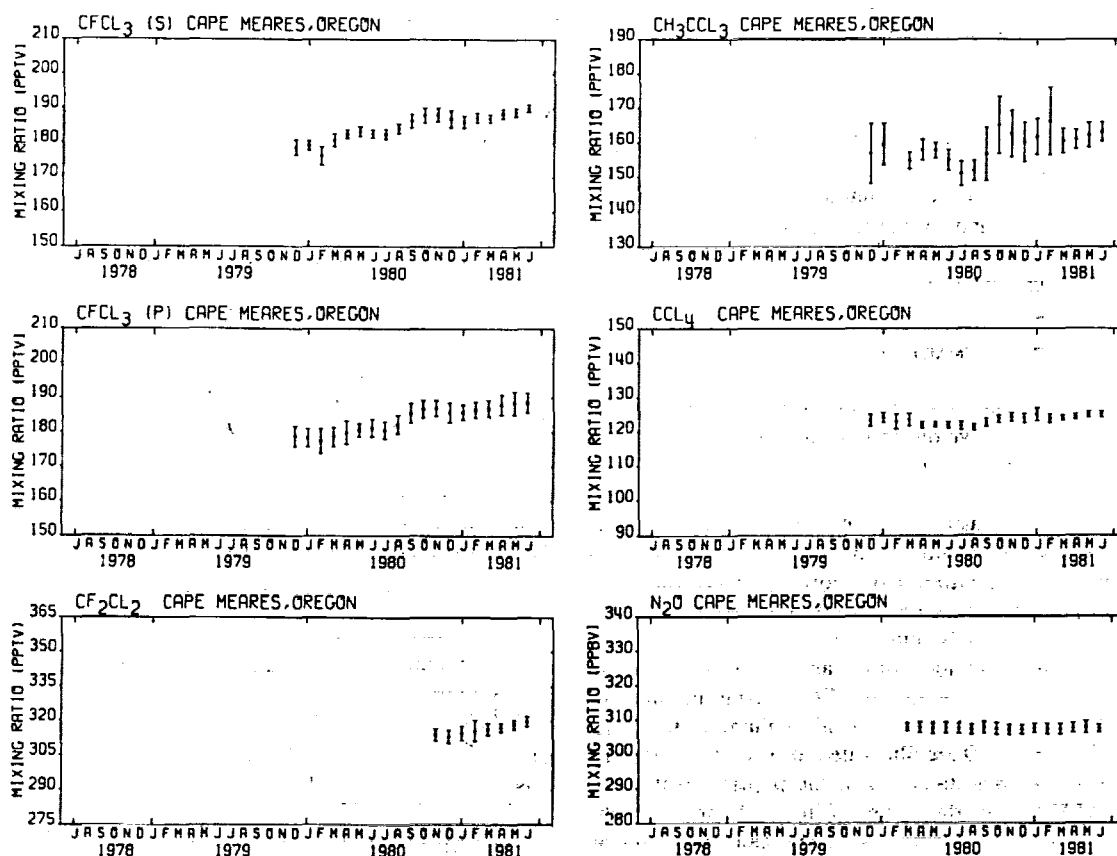 CFCL3 (S) CAPE MEARES,OREGON
MIXING RATIO (PPTV)
210
200
190
180
170
160
150
J A S O N D J F M A M J J A S O N D J F M A M J J A S O N D J F M A M J
1978 1979 1980 1981
CH3CCL3 CAPE MEARES,OREGON
MIXING RATIO (PPTV)
190
180
170
160
150
140
130
J A S O N D J F M A M J J A S O N D J F M A M J J A S O N D J F M A M J
1978 1979 1980 1981
CFCL3 (P) CAPE MEARES,OREGON
MIXING RATIO (PPTV)
210
200
190
180
170
160
150
J A S O N D J F M A M J J A S O N D J F M A M J J A S O N D J F M A M J
1978 1979 1980 1981
CCL4 CAPE MEARES,OREGON
MIXING RATIO (PPTV)
150
140
130
120
110
100
90
J A S O N D J F M A M J J A S O N D J F M A M J J A S O N D J F M A M J
1978 1979 1980 1981
CF2CL2 CAPE MEARES,OREGON
MIXING RATIO (PPTV)
365
350
335
320
305
290
275
J A S O N D J F M A M J J A S O N D J F M A M J J A S O N D J F M A M J
1978 1979 1980 1981
N2O CAPE MEARES,OREGON
MIXING RATIO (PPBV)
340
330
320
310
300
290
280
J A S O N D J F M A M J J A S O N D J F M A M J J A S O N D J F M A M J
1978 1979 1980 1981